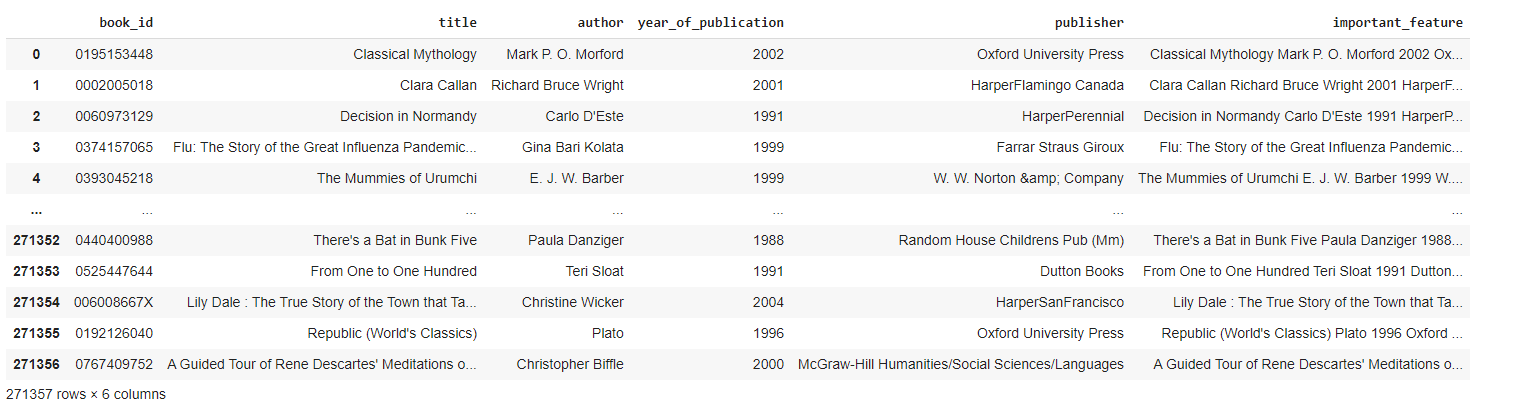 book_id title author year_of_publication publisher important_feature
0 0195153448 Classical Mythology Mark P. O. Morford 2002 Oxford University Press Classical Mythology Mark P. O. Morford 2002 Ox...
1 0002005018 Clara Callan Richard Bruce Wright 2001 HarperFlamingo Canada Clara Callan Richard Bruce Wright 2001 HarperF...
2 0060973129 Decision in Normandy Carlo D'Este 1991 HarperPerennial Decision in Normandy Carlo D'Este 1991 HarperP...
3 0374157065 Flu: The Story of the Great Influenza Pandemic... Gina Bari Kolata 1999 Farrar Straus Giroux Flu: The Story of the Great Influenza Pandemic...
4 0393045218 The Mummies of Urumchi E. J. W. Barber 1999 W. W. Norton &amp; Company The Mummies of Urumchi E. J. W. Barber 1999 W....
... ... ... ... ... ... ...
271352 0440400988 There's a Bat in Bunk Five Paula Danziger 1988 Random House Childrens Pub (Mm) There's a Bat in Bunk Five Paula Danziger 1988...
271353 0525447644 From One to One Hundred Teri Sloat 1991 Dutton Books From One to One Hundred Teri Sloat 1991 Dutton...
271354 006008667X Lily Dale : The True Story of the Town that Ta... Christine Wicker 2004 HarperSanFrancisco Lily Dale : The True Story of the Town that Ta...
271355 0192126040 Republic (World's Classics) Plato 1996 Oxford University Press Republic (World's Classics) Plato 1996 Oxford ...
271356 0767409752 A Guided Tour of Rene Descartes' Meditations o... Christopher Biffle 2000 McGraw-Hill Humanities/Social Sciences/Languages A Guided Tour of Rene Descartes' Meditations o...
271357 rows × 6 columns